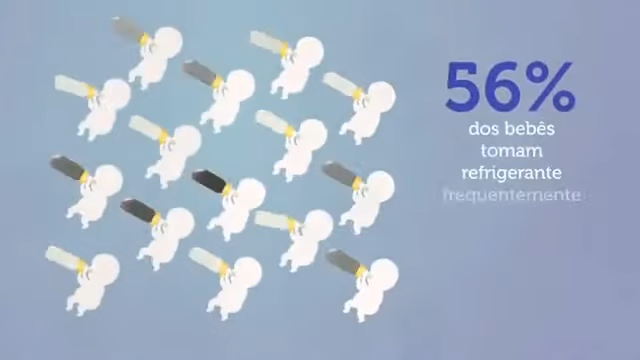 56%
dos bebês
tomam
refrigerante
frequentemente